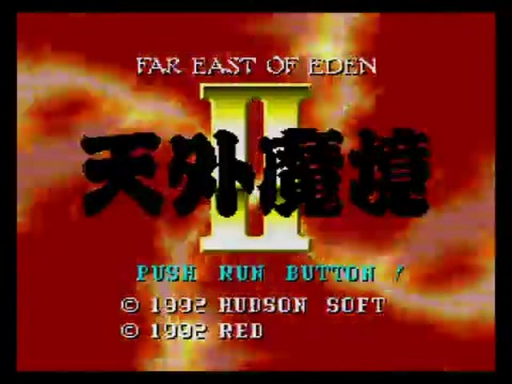 FAR EAST OF EDEN
II
天外魔境
PUSH RUN BUTTON !
© 1992 HUDSON SOFT
© 1992 RED